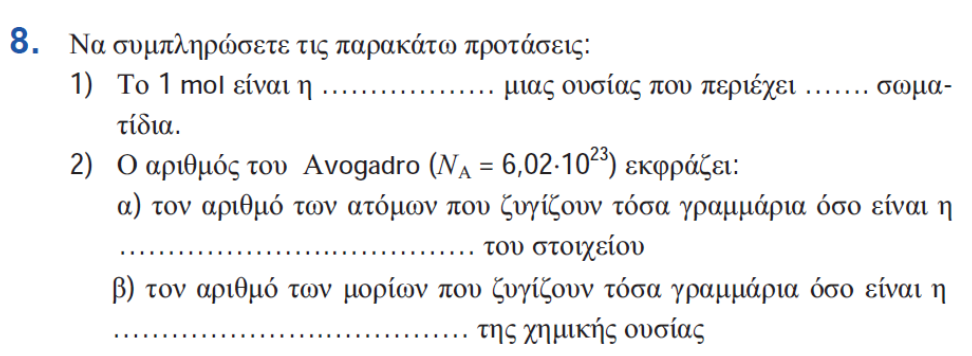 8. Να συμπληρώσετε τις παρακάτω προτάσεις:
1) Το 1 mol είναι η .................. μιας ουσίας που περιέχει ....... σωμα-
τίδια.
2) Ο αριθμός του Avogadro (N_A = 6,02·10²³) εκφράζει:
α) τον αριθμό των ατόμων που ζυγίζουν τόσα γραμμάρια όσο είναι η
..................................... του στοιχείου
β) τον αριθμό των μορίων που ζυγίζουν τόσα γραμμάρια όσο είναι η
..................................... της χημικής ουσίας